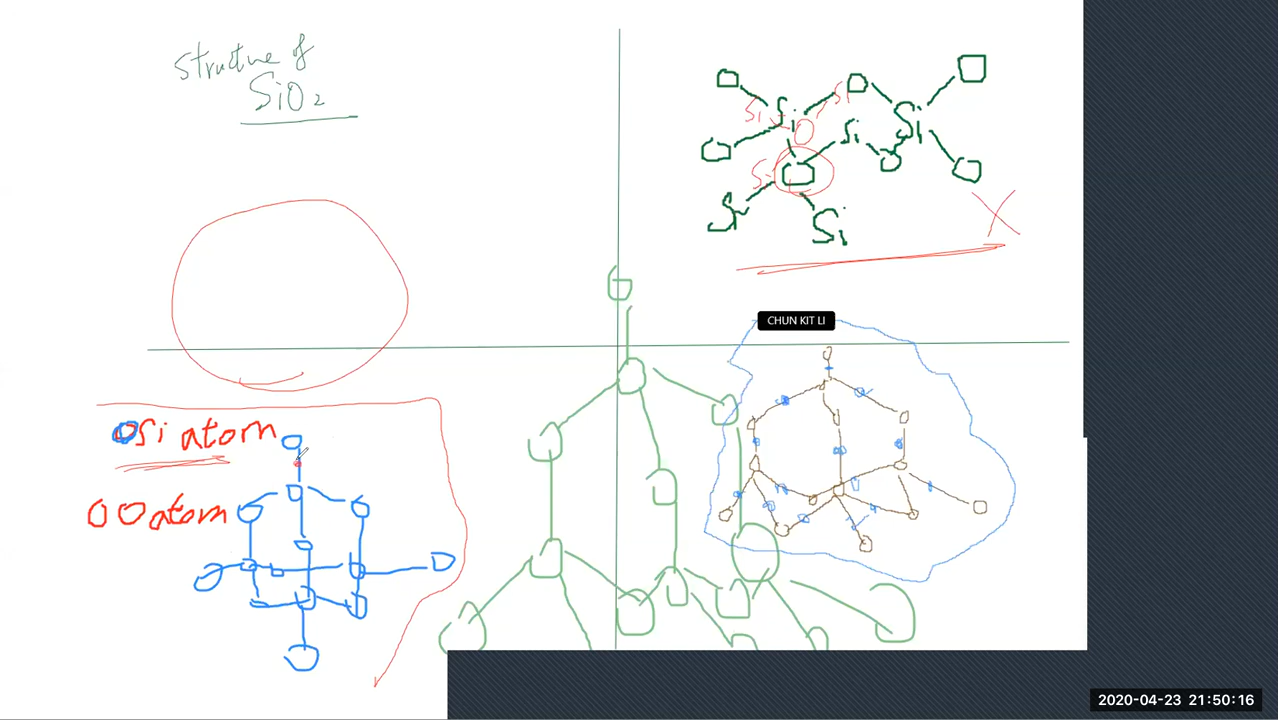 structure of
SiO2
Si
Si
O
Si
Si
Si
Si
Si
Si
CHUN KIT LI
Si atom
O atom
2020-04-23 21:50:16